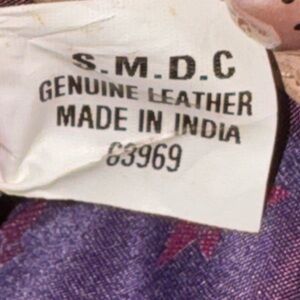 S.M.D.C
GENUINE LEATHER
MADE IN INDIA
63969